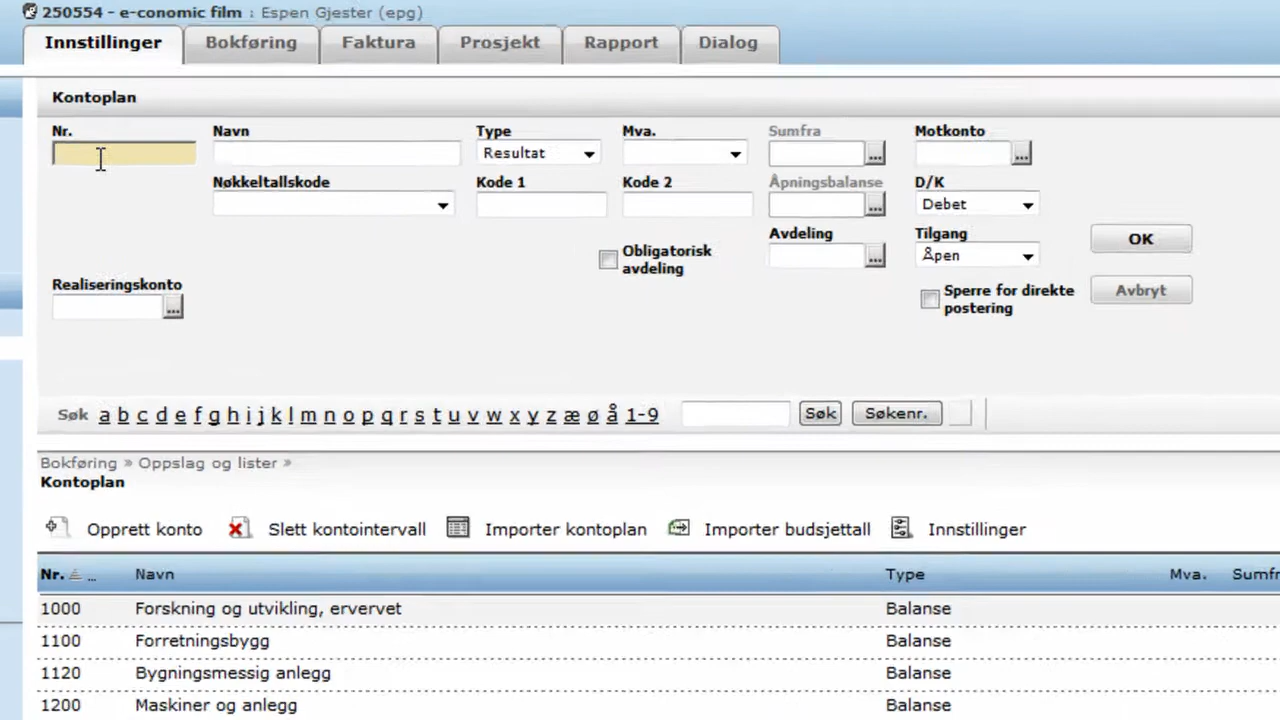 250554 - e-conomic film : Espen Gjester (epg)
Innstillinger Bokføring Faktura Prosjekt Rapport Dialog
Kontoplan
Nr. Navn Type Mva. Sumfra Motkonto
Resultat
Nøkkeltallskode Kode 1 Kode 2 Åpningsbalanse D/K
Debet
Avdeling Tilgang
Obligatorisk avdeling Åpen OK
Realiseringskonto Sperre for direkte postering Avbryt
Søk a b c d e f g h i j k l m n o p q r s t u v w x y z æ ø å 1-9 Søk Søkenr.
Bokføring » Oppslag og lister »
Kontoplan
Opprett konto Slett kontointervall Importer kontoplan Importer budsjettall Innstillinger
Nr. Navn Type Mva. Sumfr
1000 Forskning og utvikling, ervervet Balanse
1100 Forretningsbygg Balanse
1120 Bygningsmessig anlegg Balanse
1200 Maskiner og anlegg Balanse